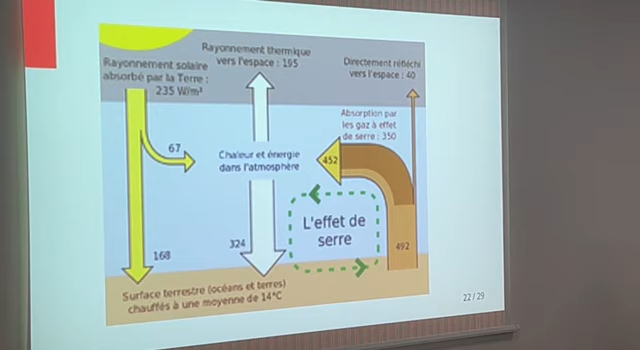 Rayonnement solaire
absorbé par la Terre :
235 W/m²
Rayonnement thermique
vers l'espace : 195
Directement réfléchi
vers l'espace : 40
Absorption par
les gaz à effet
de serre : 350
67
Chaleur et énergie
dans l'atmosphère
452
L'effet de
serre
324
168
492
Surface terrestre (océans et terres)
chauffés à une moyenne de 14°C
22 / 29